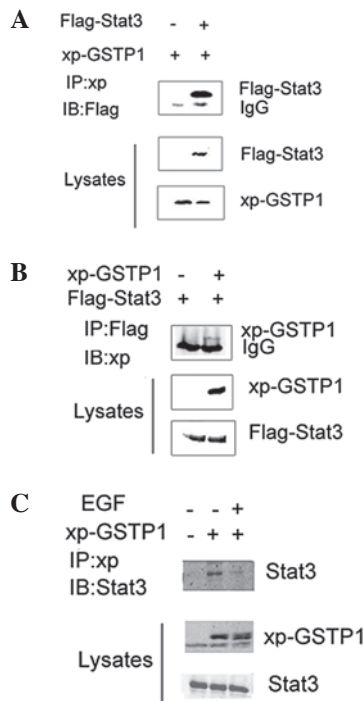 A
Flag-Stat3 - +
xp-GSTP1 + +
IP:xp
IB:Flag
Flag-Stat3
IgG
Flag-Stat3
Lysates
xp-GSTP1
B
xp-GSTP1 - +
Flag-Stat3 + +
IP:Flag
IB:xp
xp-GSTP1
IgG
xp-GSTP1
Lysates
Flag-Stat3
C
EGF - - +
xp-GSTP1 - + +
IP:xp
IB:Stat3
Stat3
xp-GSTP1
Lysates
Stat3